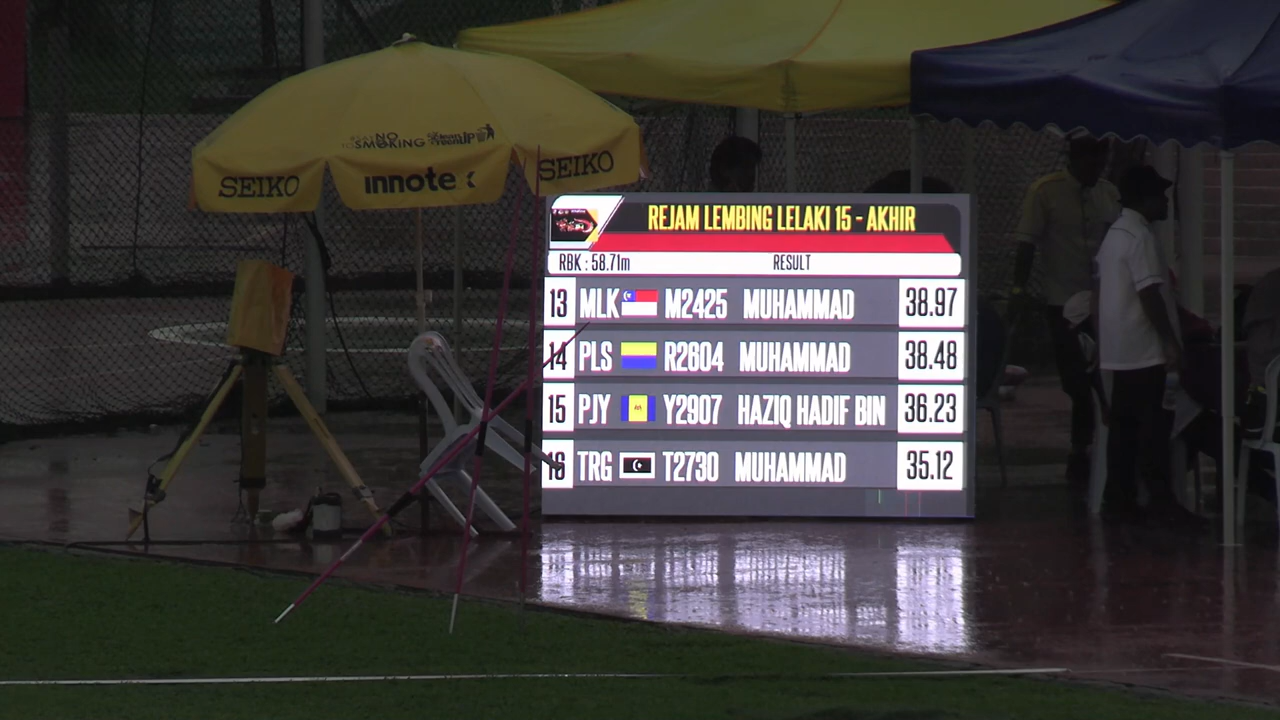 NO
SMOKING
SEIKO
innote
SEIKO
REJAM LEMBING LELAKI 15 - AKHIR
RBK : 58.71m RESULT
13 MLK M2425 MUHAMMAD 38.97
14 PLS R2604 MUHAMMAD 38.48
15 PJY Y2907 HAZIQ HADIF BIN 36.23
16 TRG T2730 MUHAMMAD 35.12